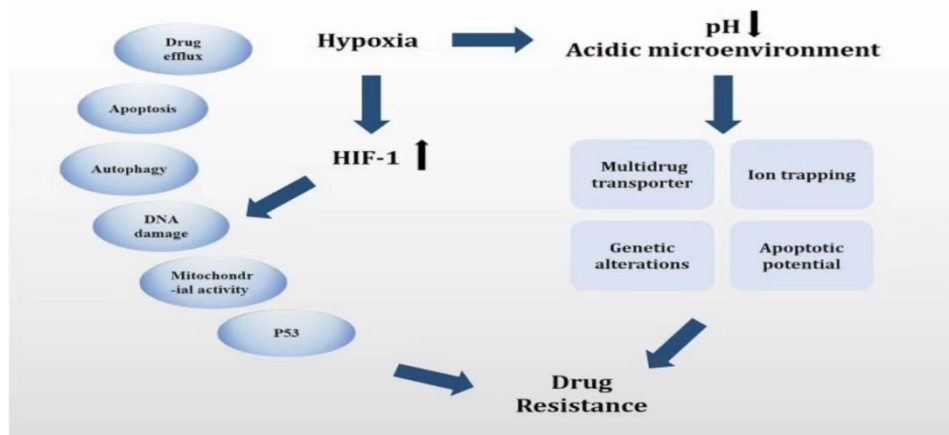 Drug
efflux
Apoptosis
Autophagy
DNA
damage
Mitochondr
-ial activity
P53
Hypoxia
HIF-1
pH
Acidic microenvironment
Multidrug
transporter
Ion trapping
Genetic
alterations
Apoptotic
potential
Drug
Resistance